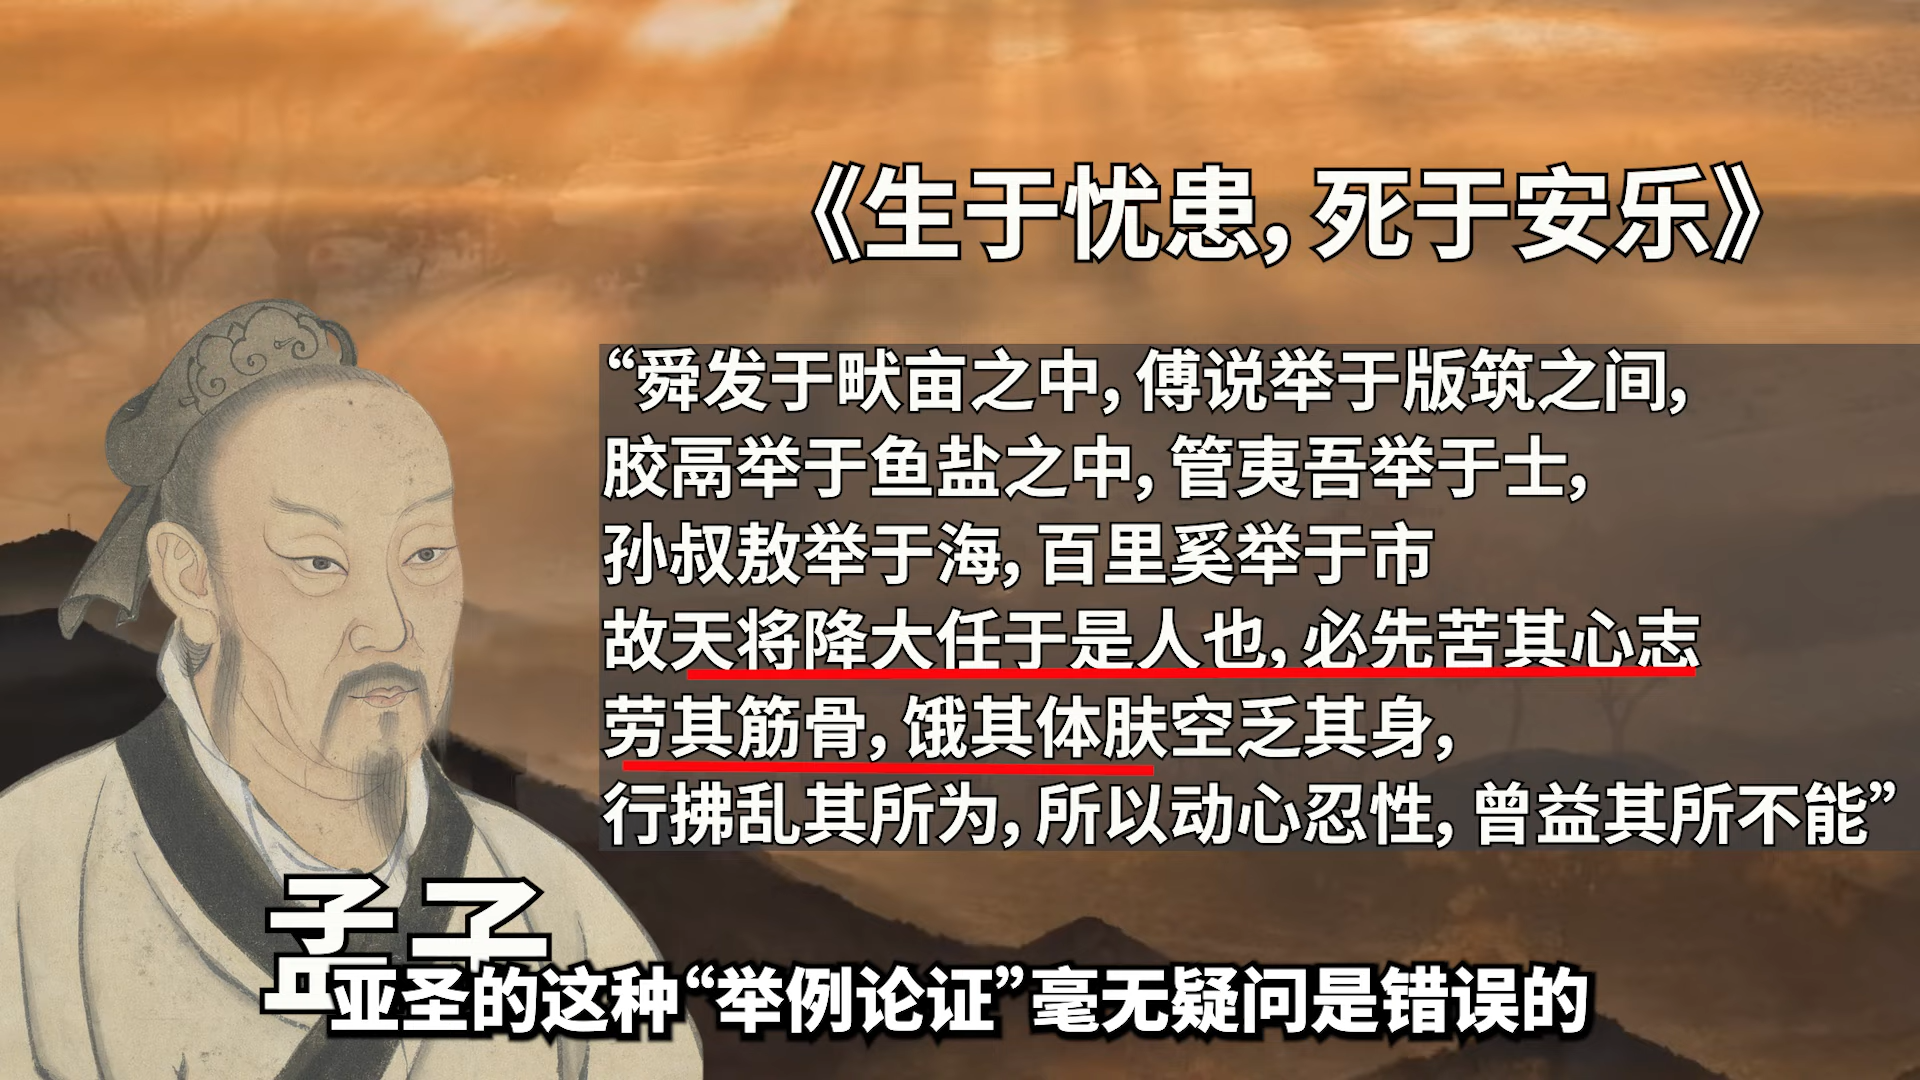 《生于忧患，死于安乐》
“舜发于畎亩之中，傅说举于版筑之间，
胶鬲举于鱼盐之中，管夷吾举于士，
孙叔敖举于海，百里奚举于市
故天将降大任于是人也，必先苦其心志
劳其筋骨，饿其体肤空乏其身，
行拂乱其所为，所以动心忍性，曾益其所不能”
孟子
亚圣的这种“举例论证”毫无疑问是错误的